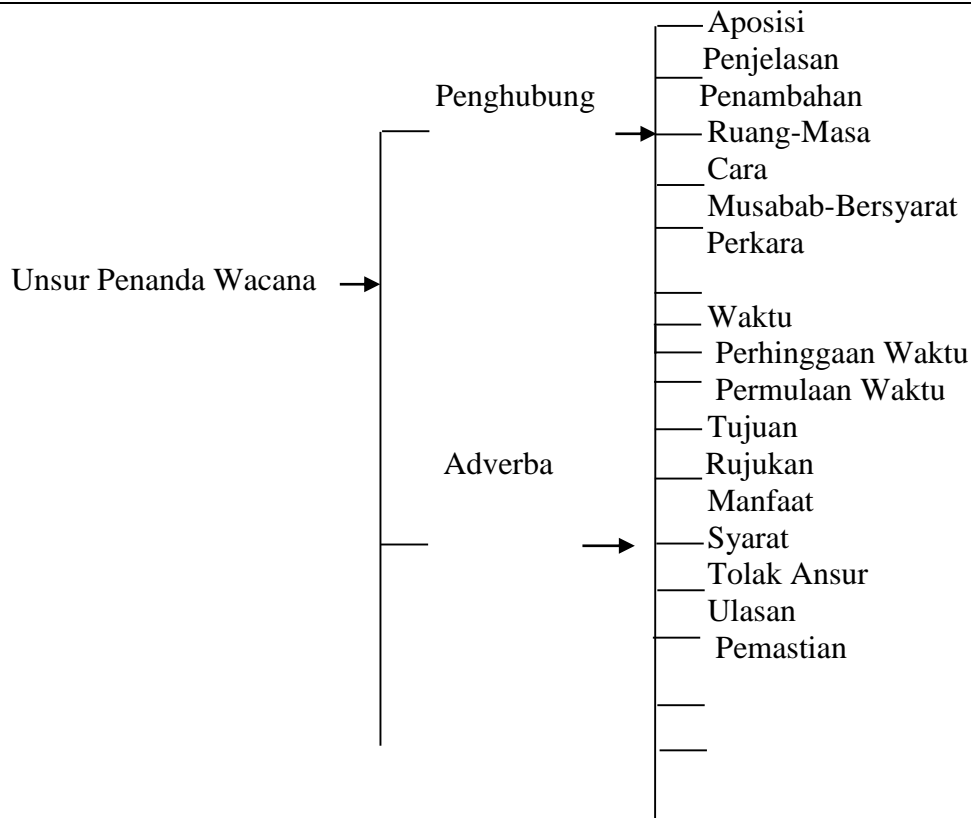 Aposisi
Penjelasan
Penghubung
Penambahan
Ruang-Masa
Cara
Musabab-Bersyarat
Perkara
Unsur Penanda Wacana
Waktu
Perhinggaan Waktu
Permulaan Waktu
Tujuan
Adverba
Rujukan
Manfaat
Syarat
Tolak Ansur
Ulasan
Pemastian